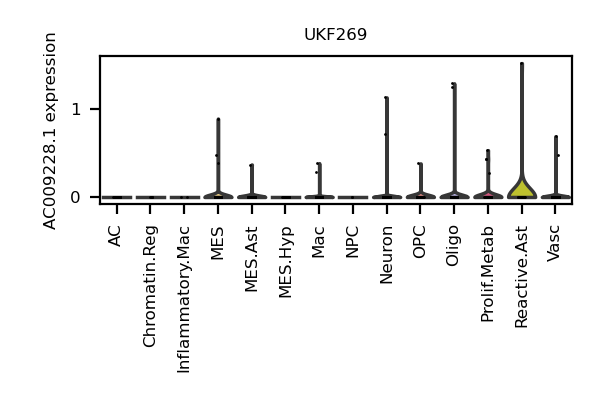 UKF269
AC009228.1 expression
1
0
AC
Chromatin.Reg
Inflammatory.Mac
MES
MES.Ast
MES.Hyp
Mac
NPC
Neuron
OPC
Oligo
Prolif.Metab
Reactive.Ast
Vasc